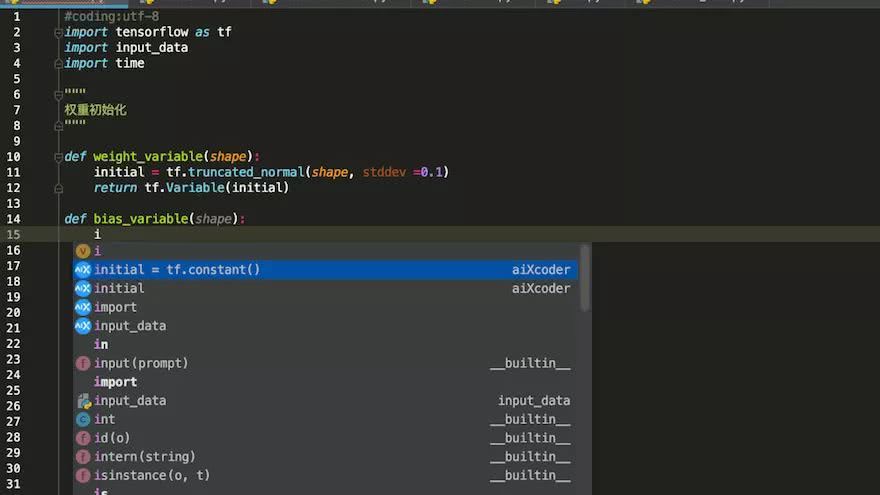 1 #coding:utf-8
2 import tensorflow as tf
3 import input_data
4 import time
5
6 """
7 权重初始化
8 """
9
10 def weight_variable(shape):
11 initial = tf.truncated_normal(shape, stddev =0.1)
12 return tf.Variable(initial)
13
14 def bias_variable(shape):
15 i
16 V i
17 aiX initial = tf.constant() aiXcoder
18 aiX initial aiXcoder
19 aiX import
20 aiX input_data
21
22 in
23 f input(prompt) __builtin__
24 import
25 input_data input_data
26 c int __builtin__
27
28 f id(o) __builtin__
29 f intern(string) __builtin__
30 f isinstance(o, t) __builtin__
31 is